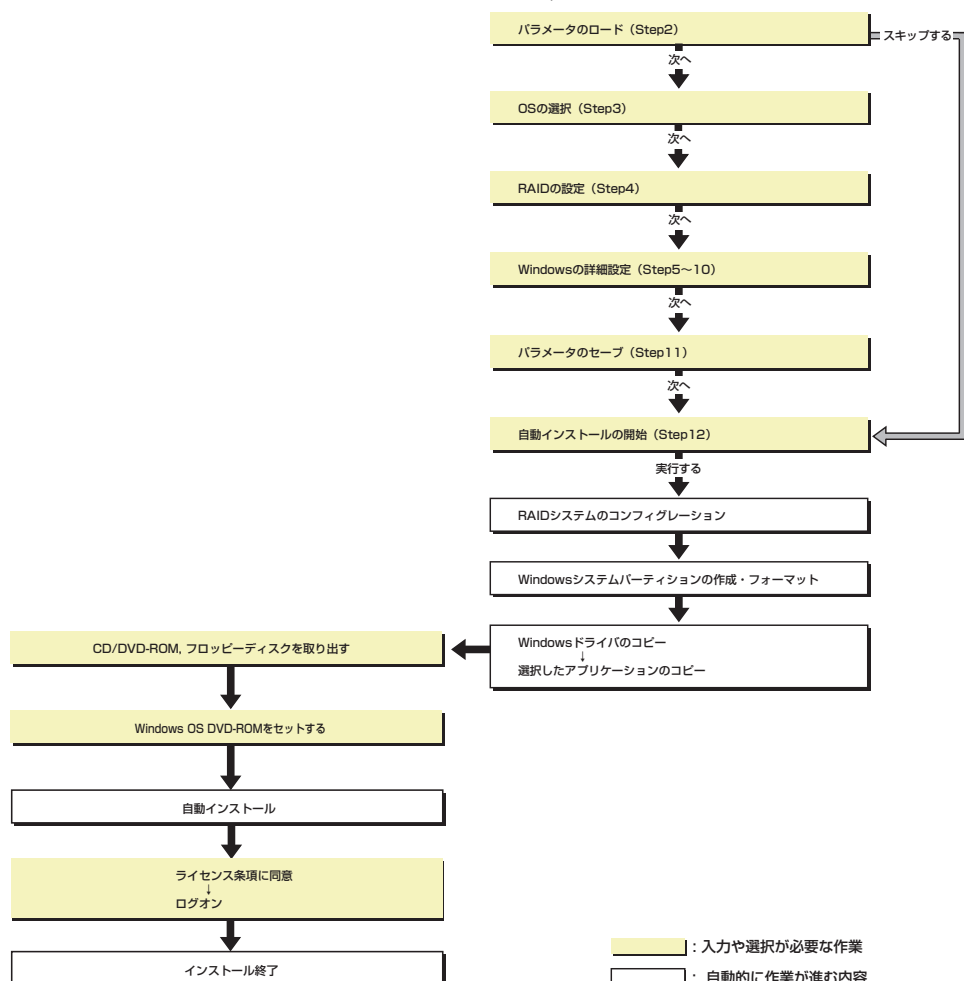 パラメータのロード（Step2）
スキップする
次へ
OSの選択（Step3）
次へ
RAIDの設定（Step4）
次へ
Windowsの詳細設定（Step5～10）
次へ
パラメータのセーブ（Step11）
次へ
自動インストールの開始（Step12）
実行する
RAIDシステムのコンフィグレーション
Windowsシステムパーティションの作成・フォーマット
Windowsドライバのコピー
↓
選択したアプリケーションのコピー
CD/DVD-ROM, フロッピーディスクを取り出す
Windows OS DVD-ROMをセットする
自動インストール
ライセンス条項に同意
↓
ログオン
インストール終了
：入力や選択が必要な作業
：自動的に作業が進む内容